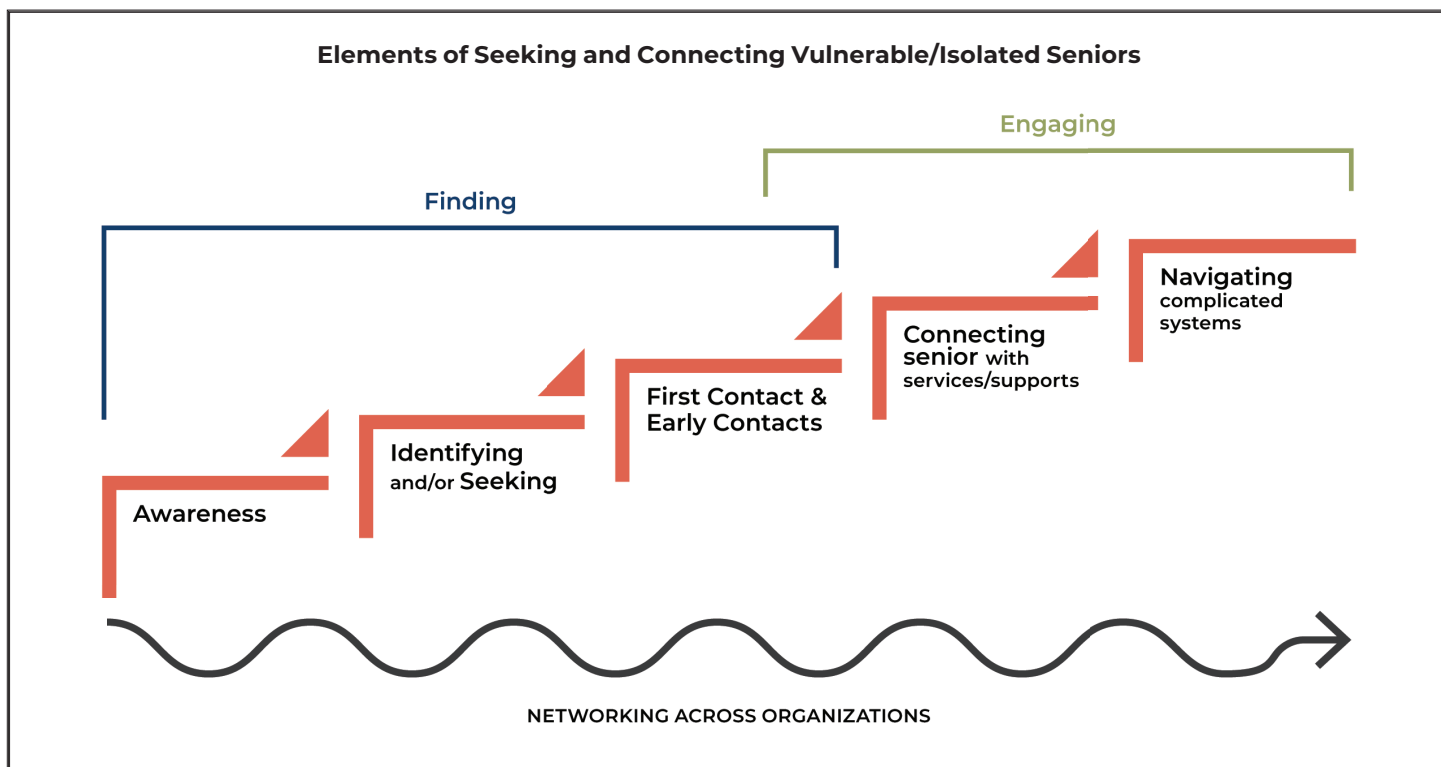 Elements of Seeking and Connecting Vulnerable/Isolated Seniors
Engaging
Finding
Awareness
Identifying
and/or Seeking
First Contact &
Early Contacts
Connecting
senior with
services/supports
Navigating
complicated
systems
NETWORKING ACROSS ORGANIZATIONS